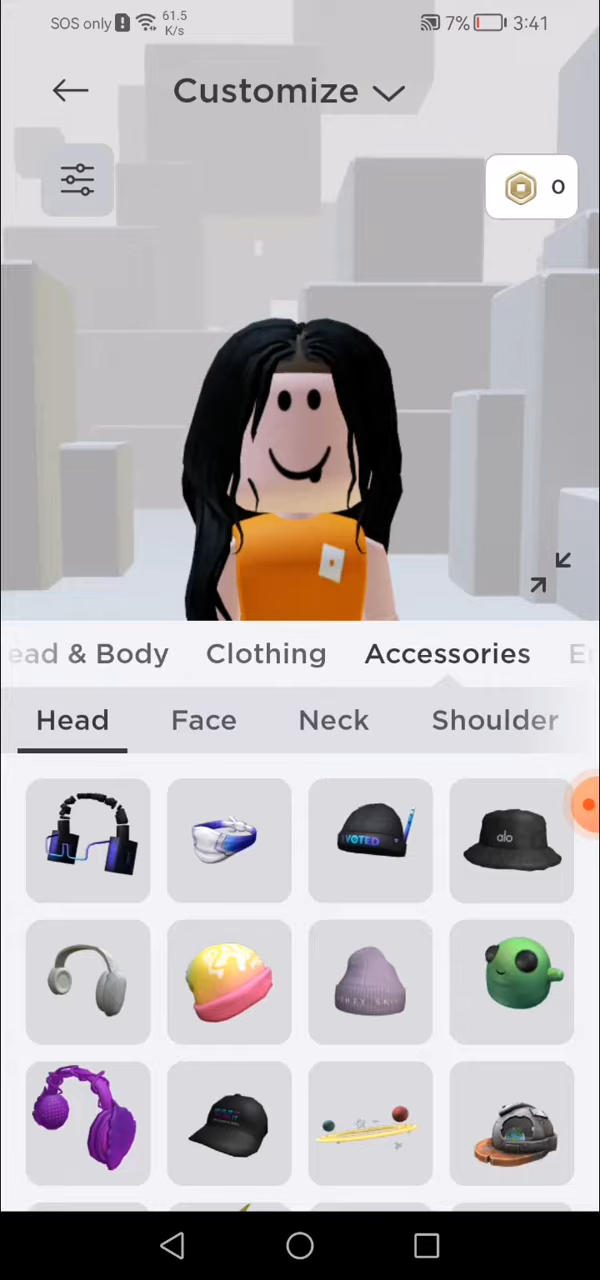 SOS only 61.5 K/s 7% 3:41
Customize
0
ead & Body Clothing Accessories E
Head Face Neck Shoulder
I VOTED
alo